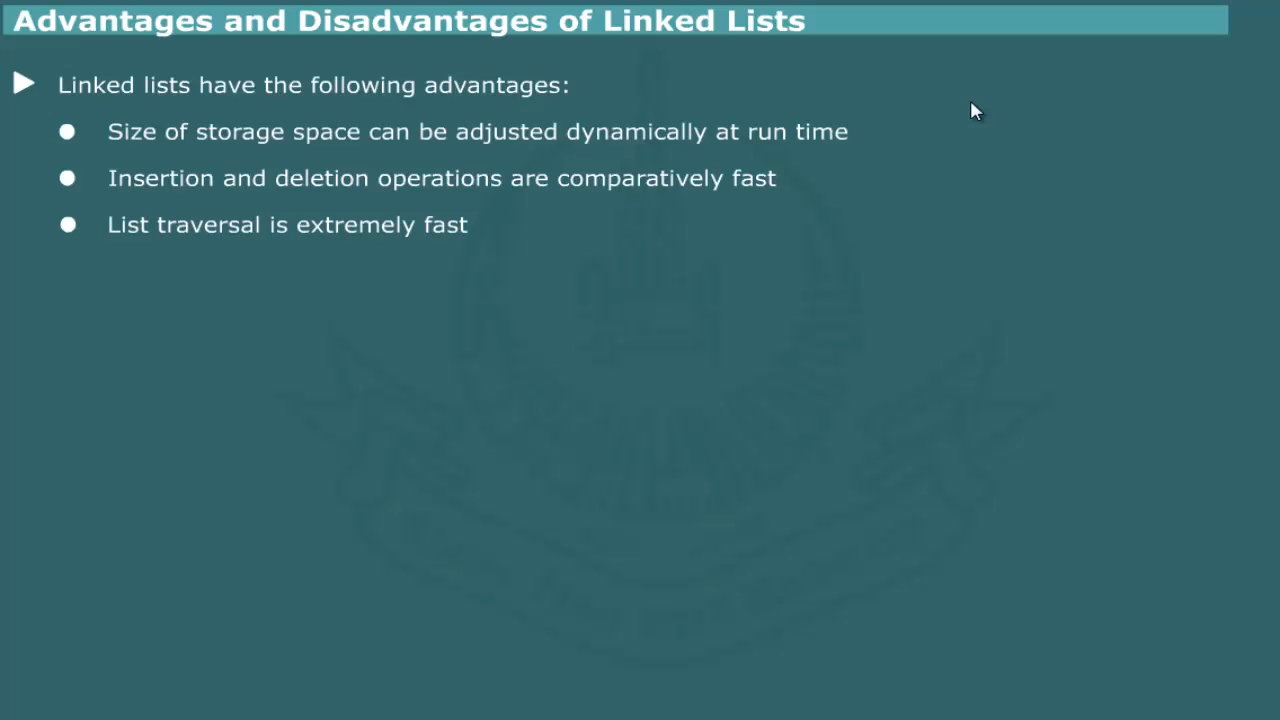 Advantages and Disadvantages of Linked Lists
Linked lists have the following advantages:
Size of storage space can be adjusted dynamically at run time
Insertion and deletion operations are comparatively fast
List traversal is extremely fast